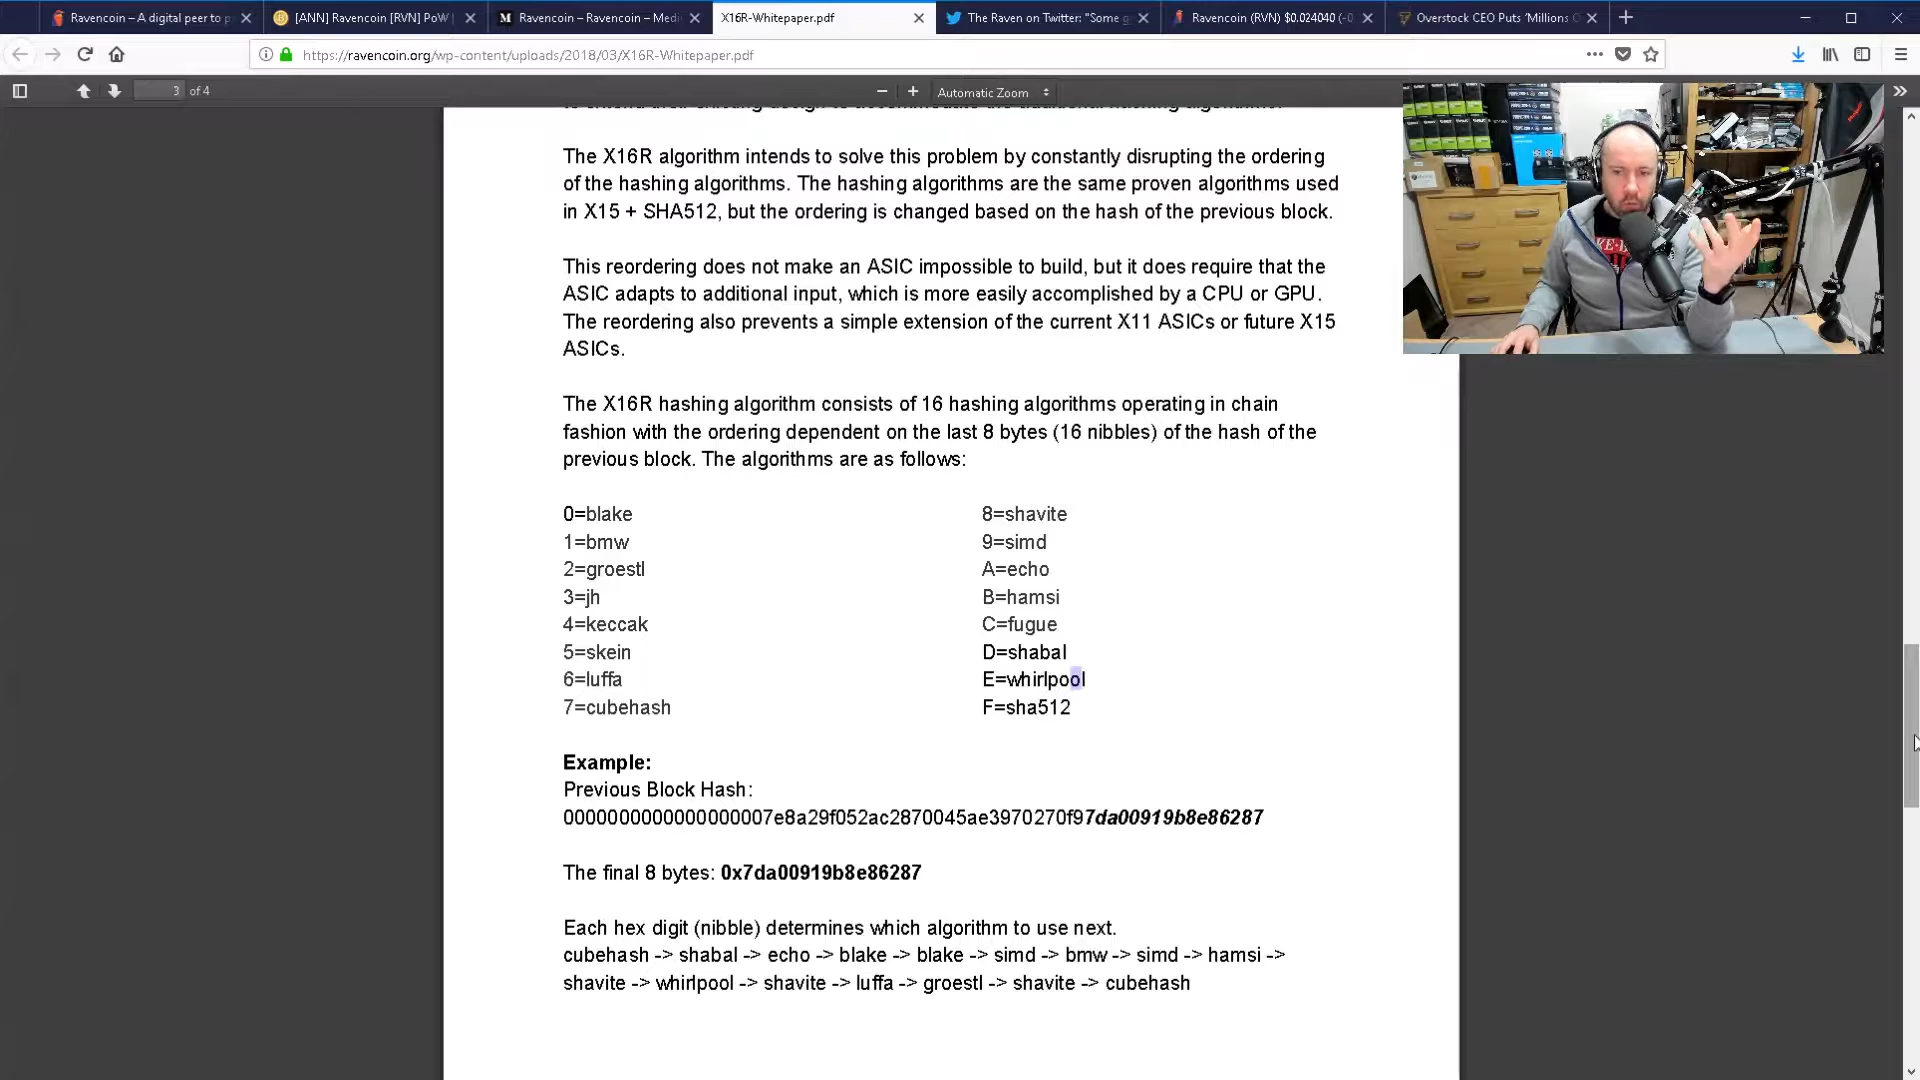 Ravencoin – A digital peer to p
[ANN] Ravencoin [RVN] PoW
Ravencoin – Ravencoin – Medi
X16R-Whitepaper.pdf
The Raven on Twitter: "Some g
Ravencoin (RVN) $0.024040 (-0
Overstock CEO Puts 'Millions O
https://ravencoin.org/wp-content/uploads/2018/03/X16R-Whitepaper.pdf
3 of 4
Automatic Zoom
The X16R algorithm intends to solve this problem by constantly disrupting the ordering
of the hashing algorithms. The hashing algorithms are the same proven algorithms used
in X15 + SHA512, but the ordering is changed based on the hash of the previous block.
This reordering does not make an ASIC impossible to build, but it does require that the
ASIC adapts to additional input, which is more easily accomplished by a CPU or GPU.
The reordering also prevents a simple extension of the current X11 ASICs or future X15
ASICs.
The X16R hashing algorithm consists of 16 hashing algorithms operating in chain
fashion with the ordering dependent on the last 8 bytes (16 nibbles) of the hash of the
previous block. The algorithms are as follows:
0=blake
1=bmw
2=groestl
3=jh
4=keccak
5=skein
6=luffa
7=cubehash
8=shavite
9=simd
A=echo
B=hamsi
C=fugue
D=shabal
E=whirlpool
F=sha512
Example:
Previous Block Hash:
0000000000000000007e8a29f052ac2870045ae3970270f97da00919b8e86287
The final 8 bytes: 0x7da00919b8e86287
Each hex digit (nibble) determines which algorithm to use next.
cubehash -> shabal -> echo -> blake -> blake -> simd -> bmw -> simd -> hamsi ->
shavite -> whirlpool -> shavite -> luffa -> groestl -> shavite -> cubehash